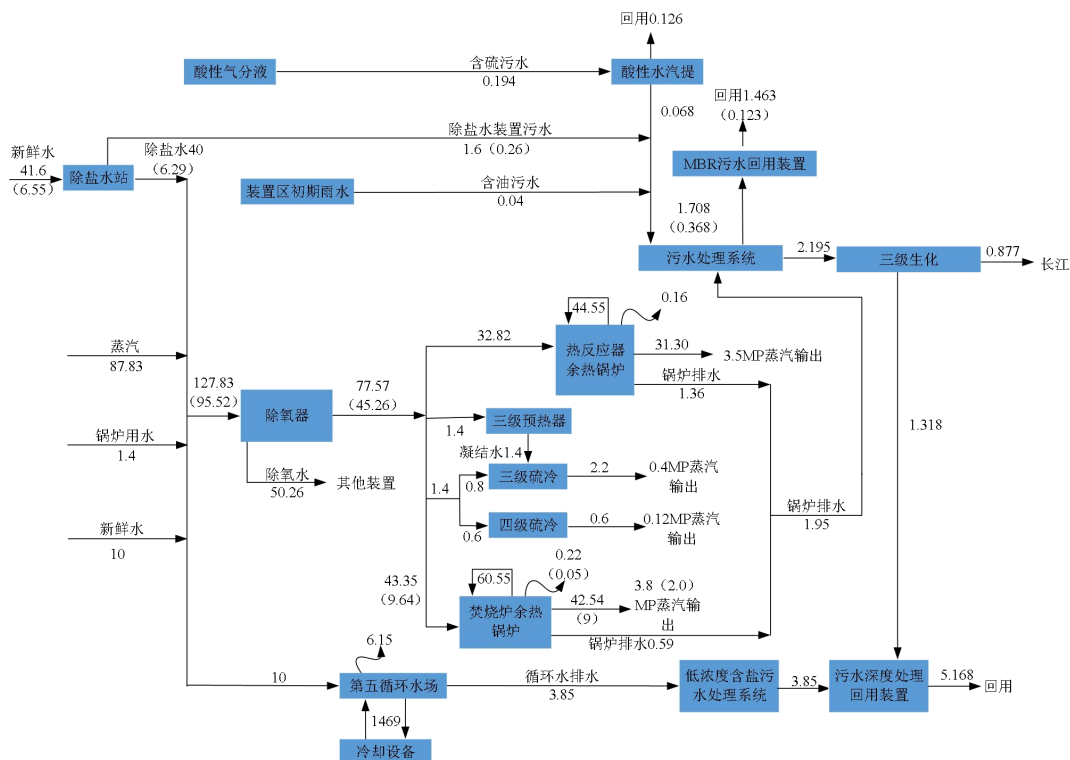 回用0.126
酸性气分液
含硫污水
0.194
酸性水汽提
0.068
回用1.463
（0.123）
MBR污水回用装置
新鲜水
41.6
(6.55)
除盐水站
除盐水40
(6.29)
除盐水装置污水
1.6（0.26）
装置区初期雨水
含油污水
0.04
1.708
（0.368）
污水处理系统
2.195
三级生化
0.877
长江
蒸汽
87.83
127.83
(95.52)
除氧器
77.57
(45.26)
锅炉用水
1.4
除氧水
50.26
其他装置
新鲜水
10
32.82
44.55
0.16
热反应器
余热锅炉
31.30
3.5MP蒸汽输出
锅炉排水
1.36
1.4
三级预热器
凝结水1.4
1.4
0.8
三级硫冷
2.2
0.4MP蒸汽
输出
0.6
四级硫冷
0.6
0.12MP蒸汽
输出
锅炉排水
1.95
1.318
43.35
(9.64)
60.55
0.22
(0.05)
焚烧炉余热
锅炉
42.54
(9)
3.8（2.0）
MP蒸汽输
出
锅炉排水0.59
10
6.15
第五循环水场
1469
冷却设备
循环水排水
3.85
低浓度含盐污
水处理系统
3.85
污水深度处理
回用装置
5.168
回用